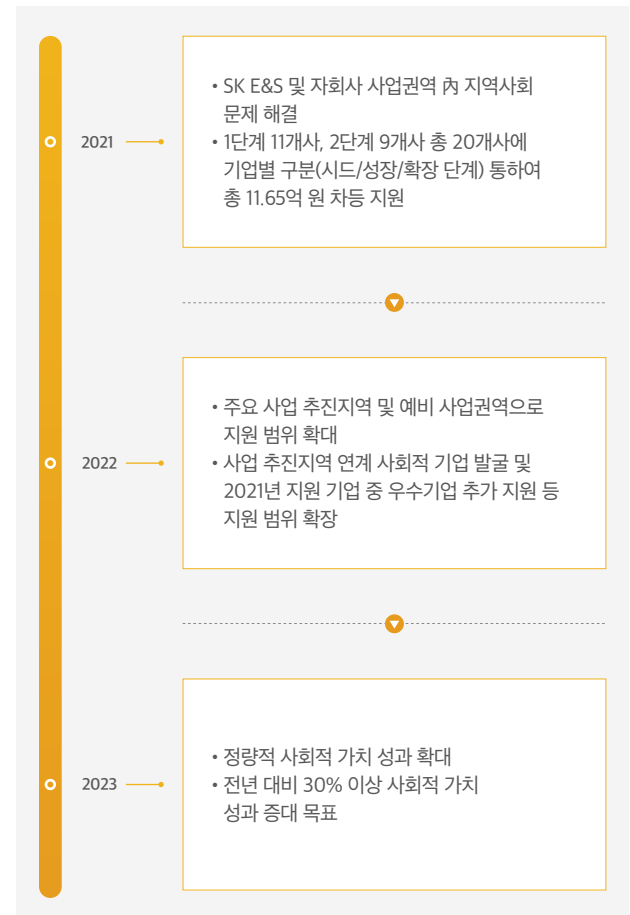 2021
• SK E&S 및 자회사 사업권역 內 지역사회
문제 해결
• 1단계 11개사, 2단계 9개사 총 20개사에
기업별 구분(시드/성장/확장 단계) 통하여
총 11.65억 원 차등 지원
2022
• 주요 사업 추진지역 및 예비 사업권역으로
지원 범위 확대
• 사업 추진지역 연계 사회적 기업 발굴 및
2021년 지원 기업 중 우수기업 추가 지원 등
지원 범위 확장
2023
• 정량적 사회적 가치 성과 확대
• 전년 대비 30% 이상 사회적 가치
성과 증대 목표